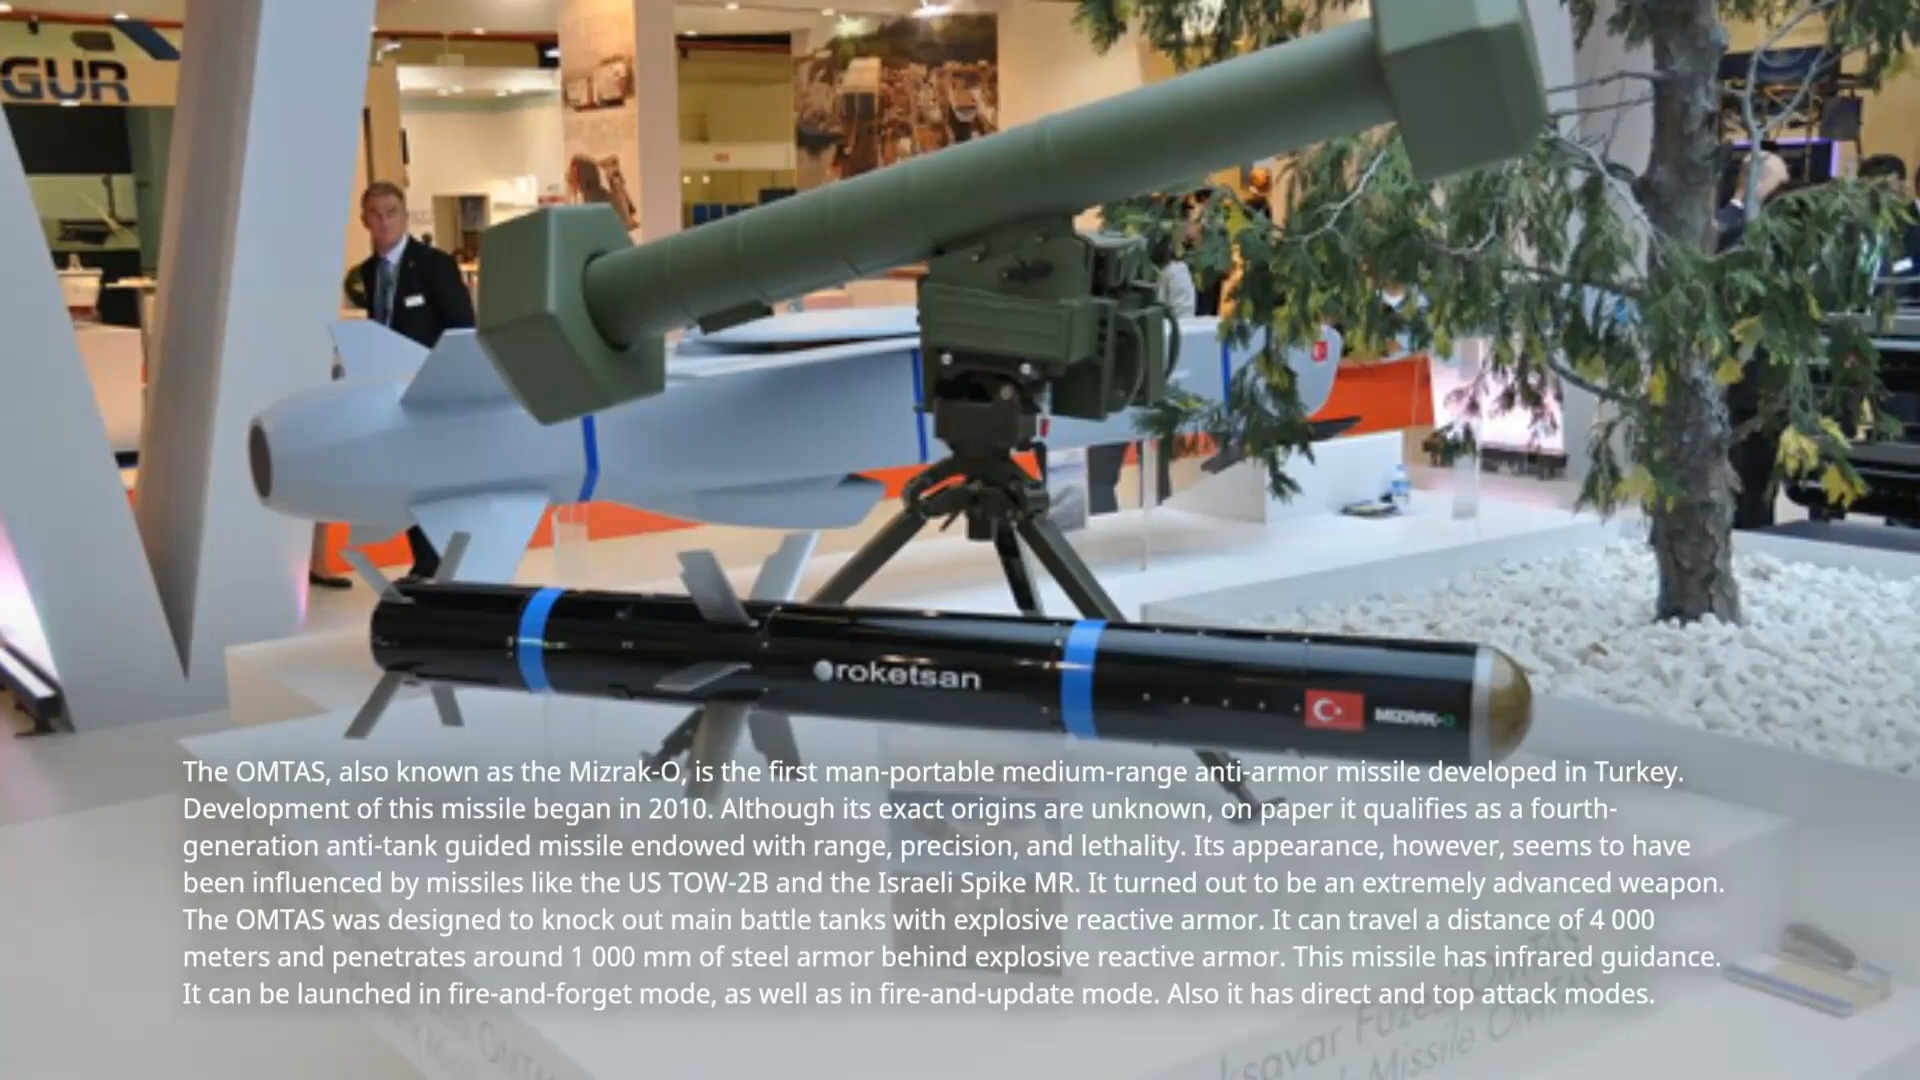 GUR
roketsan
MIZRAK-O
The OMTAS, also known as the Mizrak-O, is the first man-portable medium-range anti-armor missile developed in Turkey.
Development of this missile began in 2010. Although its exact origins are unknown, on paper it qualifies as a fourth-
generation anti-tank guided missile endowed with range, precision, and lethality. Its appearance, however, seems to have
been influenced by missiles like the US TOW-2B and the Israeli Spike MR. It turned out to be an extremely advanced weapon.
The OMTAS was designed to knock out main battle tanks with explosive reactive armor. It can travel a distance of 4 000
meters and penetrates around 1 000 mm of steel armor behind explosive reactive armor. This missile has infrared guidance.
It can be launched in fire-and-forget mode, as well as in fire-and-update mode. Also it has direct and top attack modes.
Missile